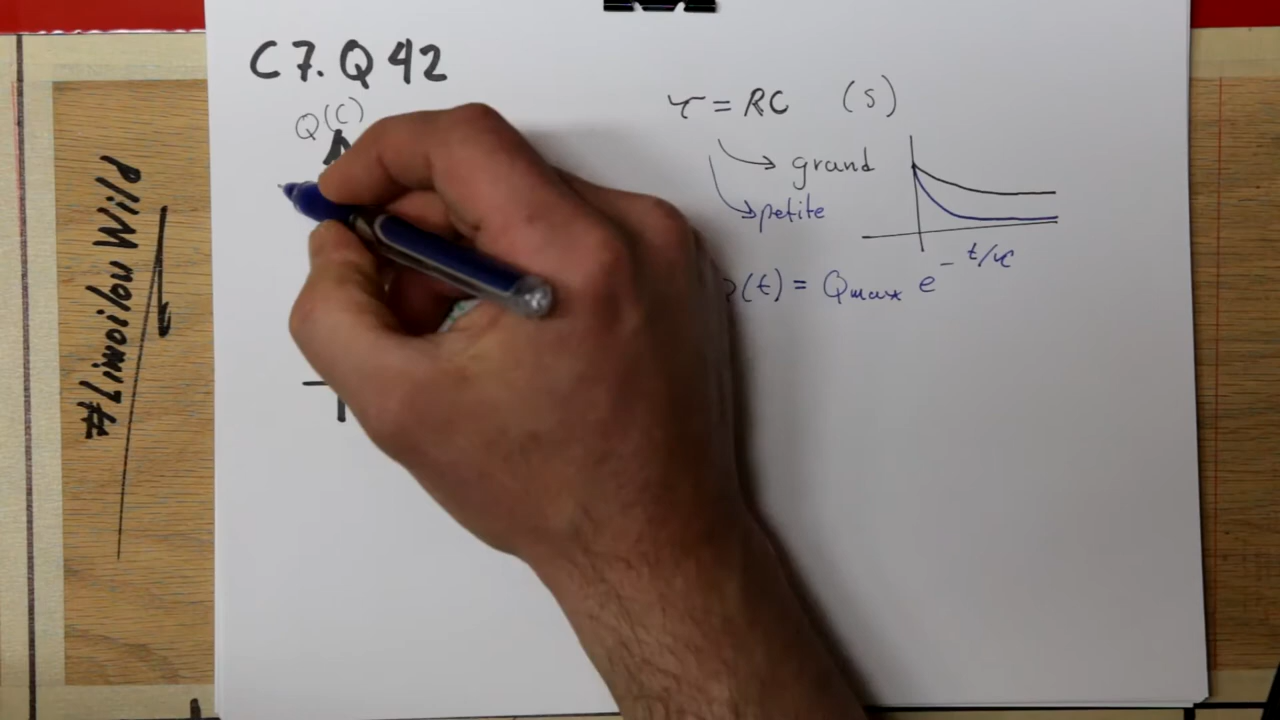 C7. Q42
Q(C)
τ = RC (s)
grand
petite
(t) = Qmax e^-t/τ
#Limoilou Wild